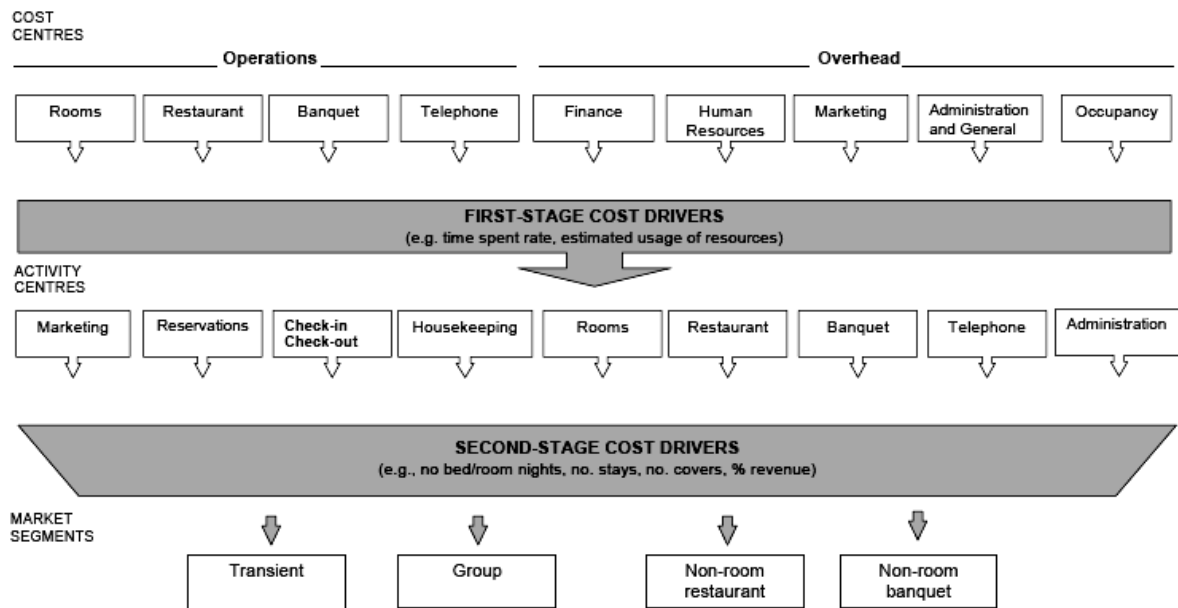 COST
CENTRES
Operations
Overhead
Rooms
Restaurant
Banquet
Telephone
Finance
Human
Resources
Marketing
Administration
and General
Occupancy
FIRST-STAGE COST DRIVERS
(e.g. time spent rate, estimated usage of resources)
ACTIVITY
CENTRES
Marketing
Reservations
Check-in
Check-out
Housekeeping
Rooms
Restaurant
Banquet
Telephone
Administration
SECOND-STAGE COST DRIVERS
(e.g., no bed/room nights, no. stays, no. covers, % revenue)
MARKET
SEGMENTS
Transient
Group
Non-room
restaurant
Non-room
banquet